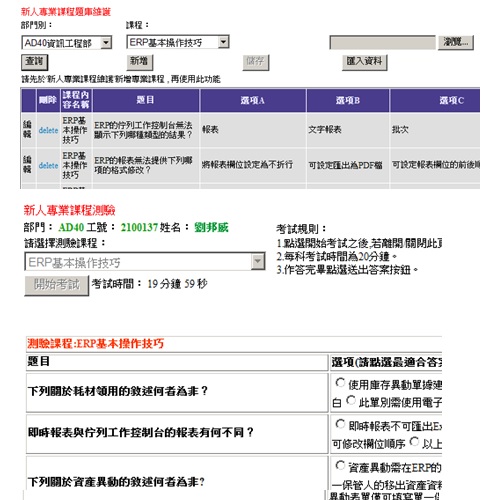 新人專業課程題庫維護
部門別： 課程：
AD40資訊工程部 ERP基本操作技巧 瀏覽...
查詢 新增 儲存 匯入資料
請先於'新人專業課程維護'新增專業課程，再使用此功能
刪除 課程內容名稱 題目 選項A 選項B 選項C
編輯 delete ERP基本操作技巧 ERP的佇列工作控制台無法顯示下列哪種類型的結果？ 報表 文字報表 批次
編輯 delete ERP基本操作技巧 ERP的報表無法提供下列哪項的格式修改？ 將報表欄位設定為不折行 可設定匯出為PDF檔 可設定報表欄位的前後順
新人專業課程測驗
部門： AD40 工號： 2100137 姓名： 劉邦威 考試規則：
請選擇測驗課程： 1.點選開始考試之後,若離開/關閉此頁
ERP基本操作技巧 2.每科考試時間為20分鐘。
開始考試 考試時間： 19 分鐘 59 秒 3.作答完畢點選送出答案按鈕。
測驗課程:ERP基本操作技巧
題目 選項(請點選最適合答案
下列關於耗材領用的敘述何者為非？ 使用庫存異動單據建
白 此單別需使用電子
即時報表與佇列工作控制台的報表有何不同？ 即時報表不可匯出Ex
可修改欄位順序 以上
下列關於資產異動的敘述何者為非? 資產異動需在ERP的
一保管人的移出資產資料
異動表單僅可填寫單一保